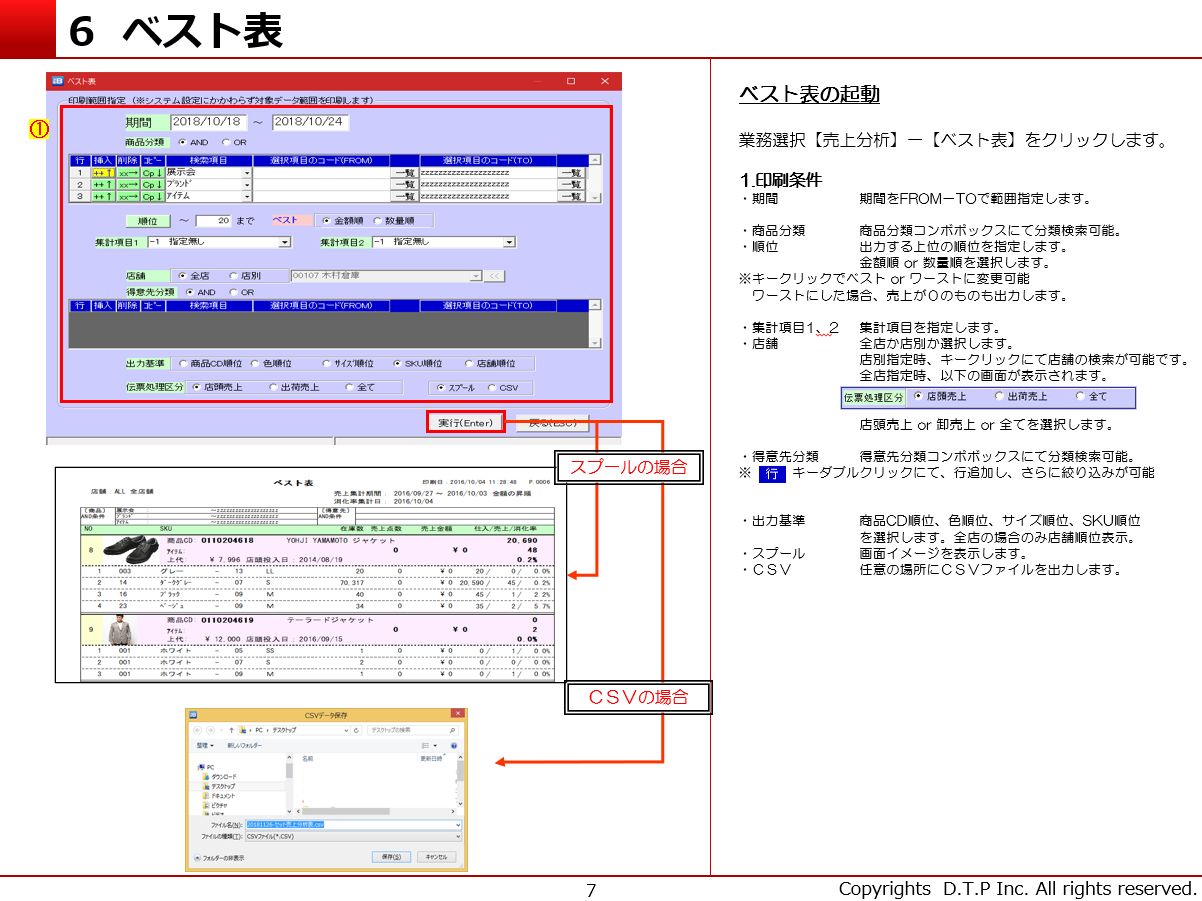 6 ベスト表
ベスト表
印刷範囲指定 (※システム設定にかかわらず対象データ範囲を印刷します)
①
期間 2018/10/18 ～ 2018/10/24
商品分類 AND OR
行 挿入 削除 コピー 検索項目 選択項目のコード(FROM) 選択項目のコード(TO)
1 ++↑ xx→ Cp↓ 展示会 一覧 zzzzzzzzzzzzzzzzzzzz 一覧
2 ++↑ xx→ Cp↓ ブランド 一覧 zzzzzzzzzzzzzzzzzzzz 一覧
3 ++↑ xx→ Cp↓ アイテム 一覧 zzzzzzzzzzzzzzzzzzzz 一覧
順位 ～ 20 まで ベスト 金額順 数量順
集計項目1 -1 指定無し 集計項目2 -1 指定無し
店舗 全店 店別 00107 木村倉庫 <<
得意先分類 AND OR
行 挿入 削除 コピー 検索項目 選択項目のコード(FROM) 選択項目のコード(TO)
出力基準 商品CD順位 色順位 サイズ順位 SKU順位 店舗順位
伝票処理区分 店頭売上 出荷売上 全て スプール CSV
実行(Enter) 戻る(ESC)
スプールの場合
ベスト表 印刷日：2016/10/04 11:28:48 P.0006
店舗：ALL 全店舗 売上集計期間： 2016/09/27 ～ 2016/10/03 金額の昇順
消化率集計日： 2016/10/04
[商品] 展示会 [得意先]
AND条件 ブランド AND条件
アイテム
NO SKU 在庫数 売上点数 売上金額 仕入/売上/消化率
8 商品CD 0110204618 YOHJI YAMAMOTO ジャケット 20,690
アイテム: 0 ¥ 0 48
上代: ¥ 7,996 店頭投入日：2014/08/19 0.2%
1 003 グレー - 13 LL 20 0 ¥ 0 20 / 0 / 0.0%
2 14 ダークグレー - 07 S 70,317 0 ¥ 0 20,590 / 45 / 0.2%
3 16 ブラック - 09 M 40 0 ¥ 0 45 / 1 / 2.2%
4 23 ベージュ - 09 M 34 0 ¥ 0 35 / 2 / 5.7%
9 商品CD 0110204619 テーラードジャケット 0
アイテム: 0 ¥ 0 2
上代: ¥ 12,000 店頭投入日：2016/09/15 0.0%
1 001 ホワイト - 05 SS 1 0 ¥ 0 0 / 1 / 0.0%
2 001 ホワイト - 07 S 2 0 ¥ 0 0 / 0 / 0.0%
3 001 ホワイト - 09 M 1 0 ¥ 0 0 / 1 / 0.0%
ＣＳＶの場合
CSVデータ保存
PC › デスクトップ デスクトップの検索
整理 新しいフォルダー
名前 更新日時
PC
ダウンロード
デスクトップ
ドキュメント
ピクチャ
ビデオ
ファイル名(N):
ファイルの種類(T): CSVファイル(*.CSV)
フォルダーの非表示 保存(S) キャンセル
ベスト表の起動
業務選択【売上分析】－【ベスト表】をクリックします。
１.印刷条件
・期間 期間をFROM－TOで範囲指定します。
・商品分類 商品分類コンボボックスにて分類検索可能。
・順位 出力する上位の順位を指定します。
金額順 or 数量順を選択します。
※キークリックでベスト or ワーストに変更可能
ワーストにした場合、売上が０のものも出力します。
・集計項目１、２ 集計項目を指定します。
・店舗 全店か店別か選択します。
店別指定時、キークリックにて店舗の検索が可能です。
全店指定時、以下の画面が表示されます。
伝票処理区分 店頭売上 出荷売上 全て
店頭売上 or 卸売上 or 全てを選択します。
・得意先分類 得意先分類コンボボックスにて分類検索可能。
※ 行 キーダブルクリックにて、行追加し、さらに絞り込みが可能
・出力基準 商品CD順位、色順位、サイズ順位、SKU順位
を選択します。全店の場合のみ店舗順位表示。
・スプール 画面イメージを表示します。
・ＣＳＶ 任意の場所にＣＳＶファイルを出力します。
7
Copyrights D.T.P Inc. All rights reserved.